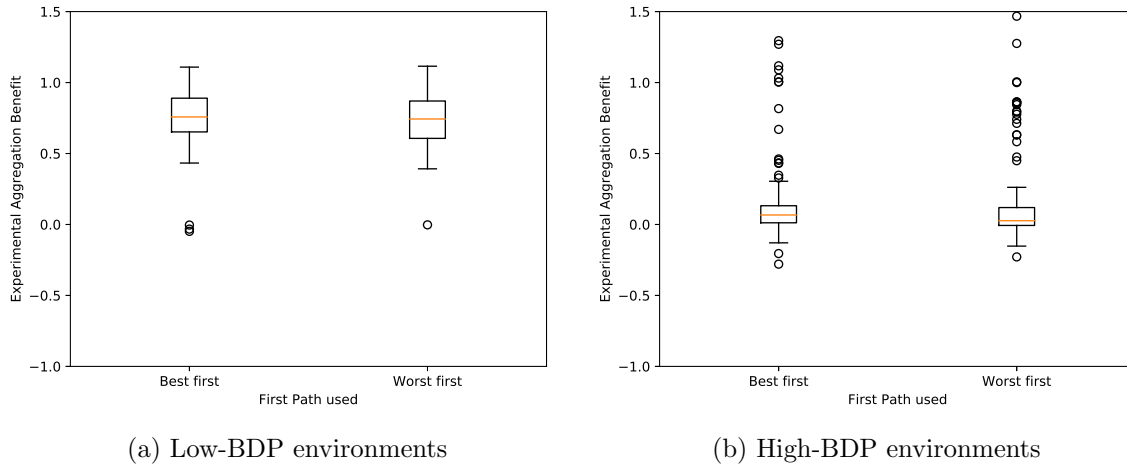 1.5
1.0
0.5
0.0
−0.5
−1.0
Experimental Aggregation Benefit
Best first
Worst first
First Path used
(a) Low-BDP environments
1.5
1.0
0.5
0.0
−0.5
−1.0
Experimental Aggregation Benefit
Best first
Worst first
First Path used
(b) High-BDP environments